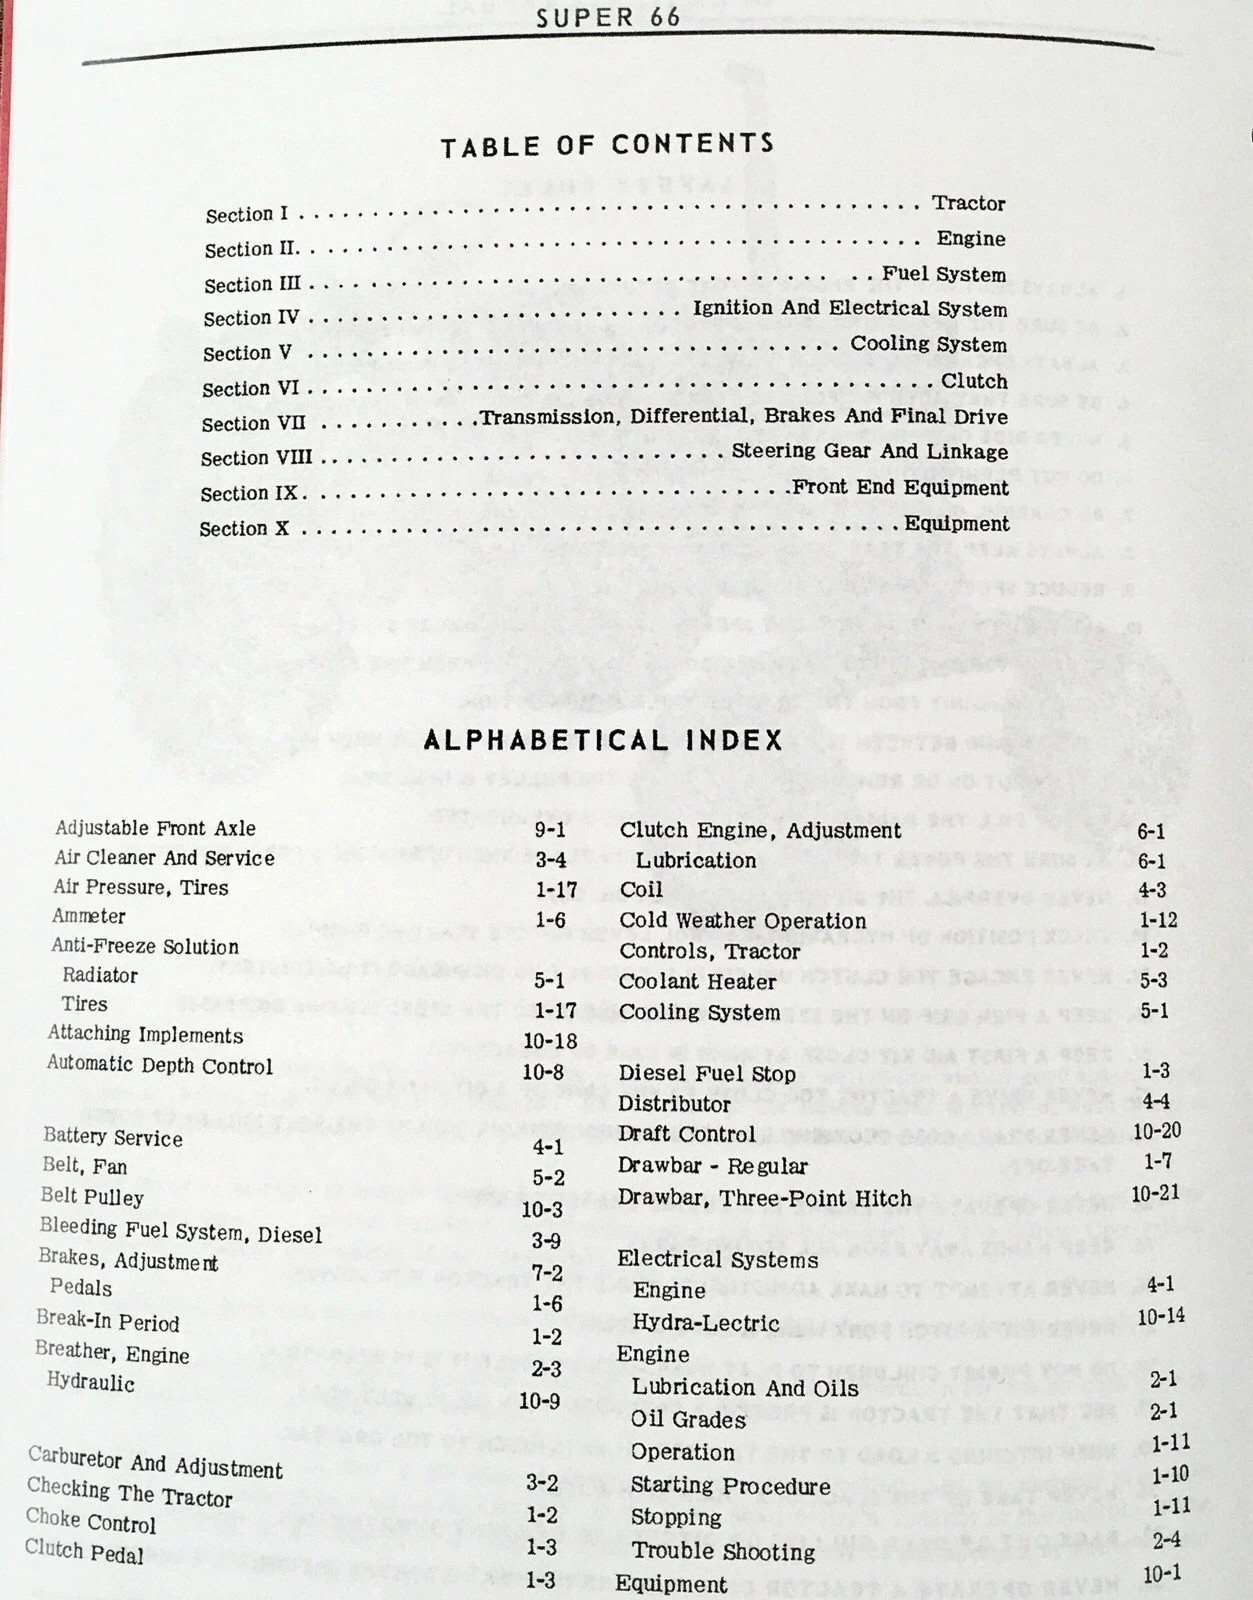 SUPER 66
TABLE OF CONTENTS
Section I . . . . . . . . . . . . . . . . . . . . . . . . . . . . . . . . . . . . . . . . . . . Tractor
Section II. . . . . . . . . . . . . . . . . . . . . . . . . . . . . . . . . . . . . . . . . . . Engine
Section III . . . . . . . . . . . . . . . . . . . . . . . . . . . . . . . . . . . . . . Fuel System
Section IV . . . . . . . . . . . . . . . . . . . . . . . . . . Ignition And Electrical System
Section V . . . . . . . . . . . . . . . . . . . . . . . . . . . . . . . . . . . . . Cooling System
Section VI . . . . . . . . . . . . . . . . . . . . . . . . . . . . . . . . . . . . . . . . . . . Clutch
Section VII . . . . . . . . . . .Transmission, Differential, Brakes And Final Drive
Section VIII . . . . . . . . . . . . . . . . . . . . . . . . . . . . Steering Gear And Linkage
Section IX. . . . . . . . . . . . . . . . . . . . . . . . . . . . . . . . . .Front End Equipment
Section X . . . . . . . . . . . . . . . . . . . . . . . . . . . . . . . . . . . . . . . . . Equipment
ALPHABETICAL INDEX
Adjustable Front Axle 9-1
Air Cleaner And Service 3-4
Air Pressure, Tires 1-17
Ammeter 1-6
Anti-Freeze Solution
Radiator 5-1
Tires 1-17
Attaching Implements 10-18
Automatic Depth Control 10-8
Battery Service 4-1
Belt, Fan 5-2
Belt Pulley 10-3
Bleeding Fuel System, Diesel 3-9
Brakes, Adjustment 7-2
Pedals 1-6
Break-In Period 1-2
Breather, Engine 2-3
Hydraulic 10-9
Carburetor And Adjustment 3-2
Checking The Tractor 1-2
Choke Control 1-3
Clutch Pedal 1-3
Clutch Engine, Adjustment 6-1
Lubrication 6-1
Coil 4-3
Cold Weather Operation 1-12
Controls, Tractor 1-2
Coolant Heater 5-3
Cooling System 5-1
Diesel Fuel Stop 1-3
Distributor 4-4
Draft Control 10-20
Drawbar - Regular 1-7
Drawbar, Three-Point Hitch 10-21
Electrical Systems
Engine 4-1
Hydra-Lectric 10-14
Engine
Lubrication And Oils 2-1
Oil Grades 2-1
Operation 1-11
Starting Procedure 1-10
Stopping 1-11
Trouble Shooting 2-4
Equipment 10-1